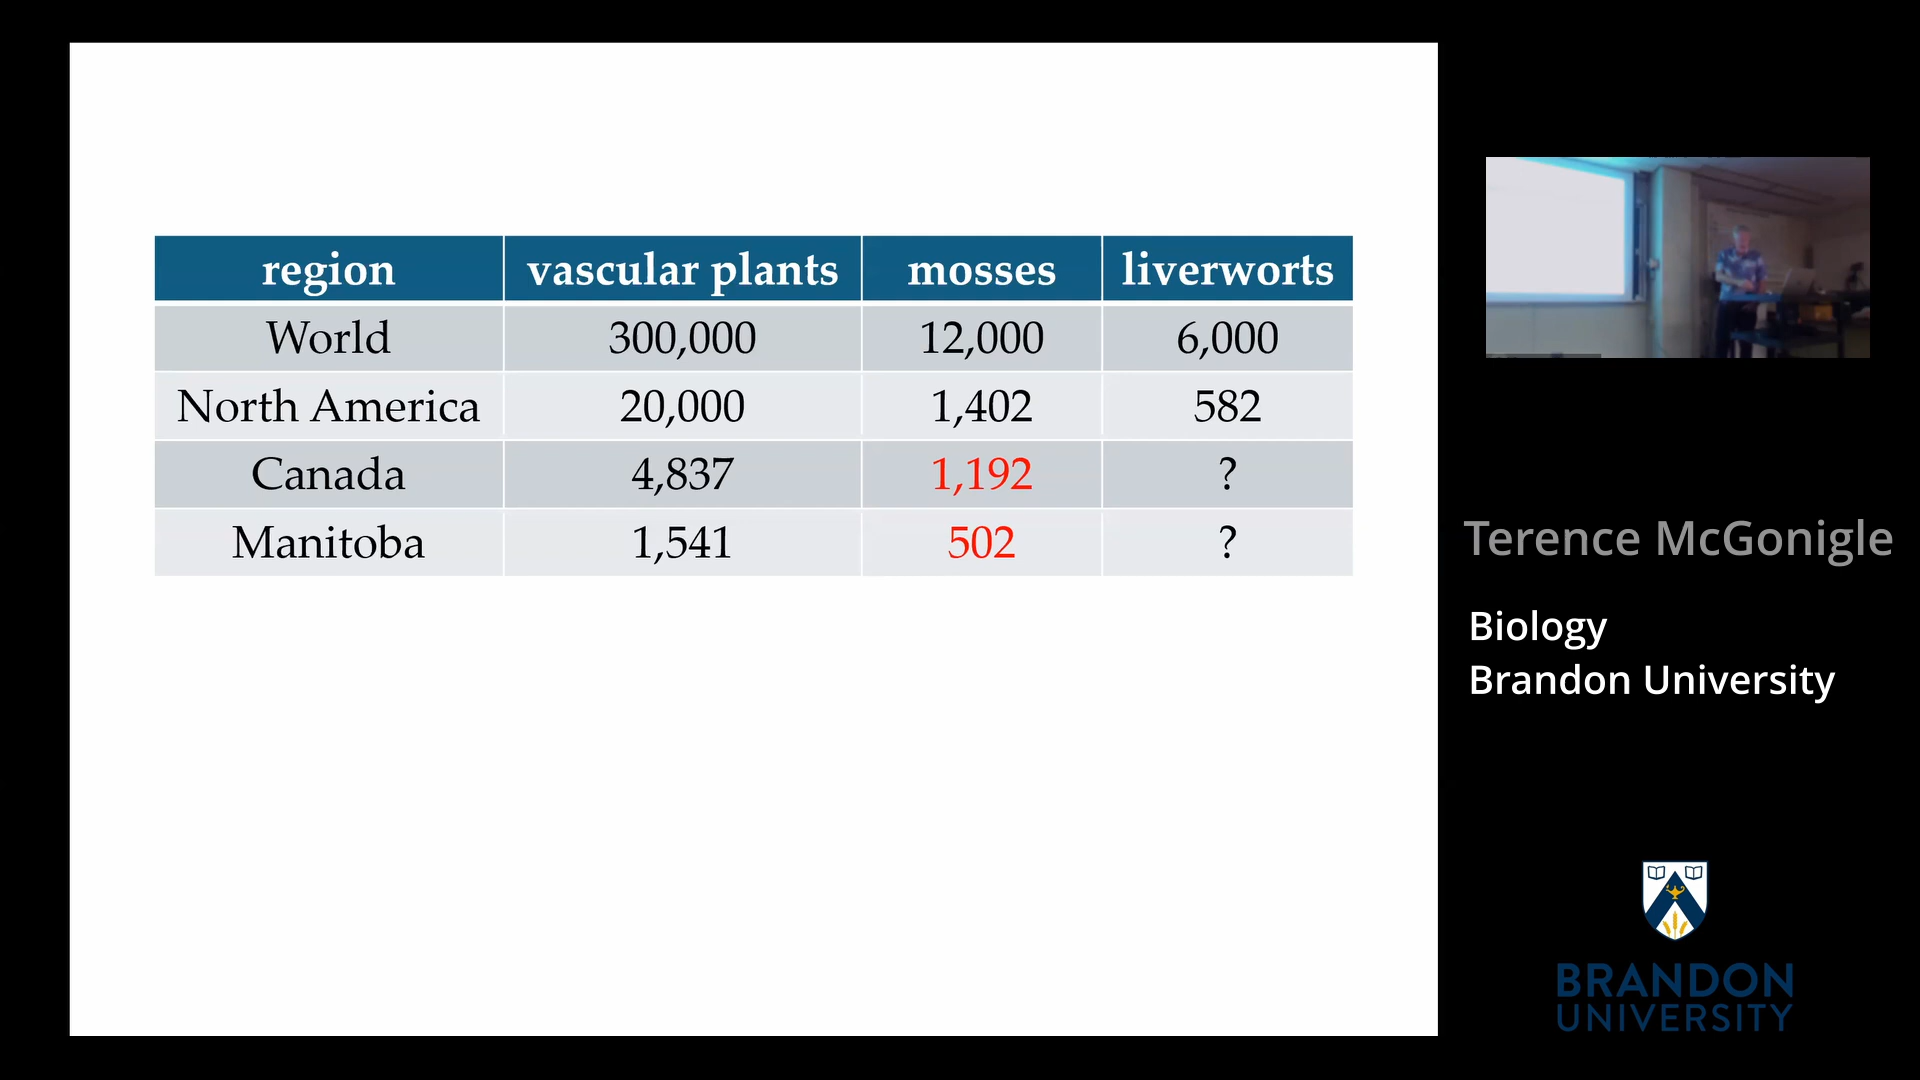 region vascular plants mosses liverworts
World 300,000 12,000 6,000
North America 20,000 1,402 582
Canada 4,837 1,192 ?
Manitoba 1,541 502 ?
Terence McGonigle
Biology
Brandon University
BRANDON
UNIVERSITY